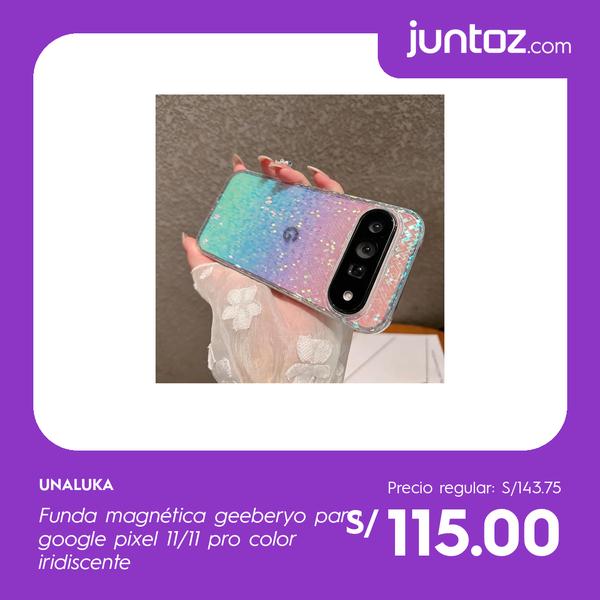 juntoz.com
G
UNALUKA
Precio regular: S/143.75
Funda magnética geeberyo para
google pixel 11/11 pro color
iridiscente
S/ 115.00